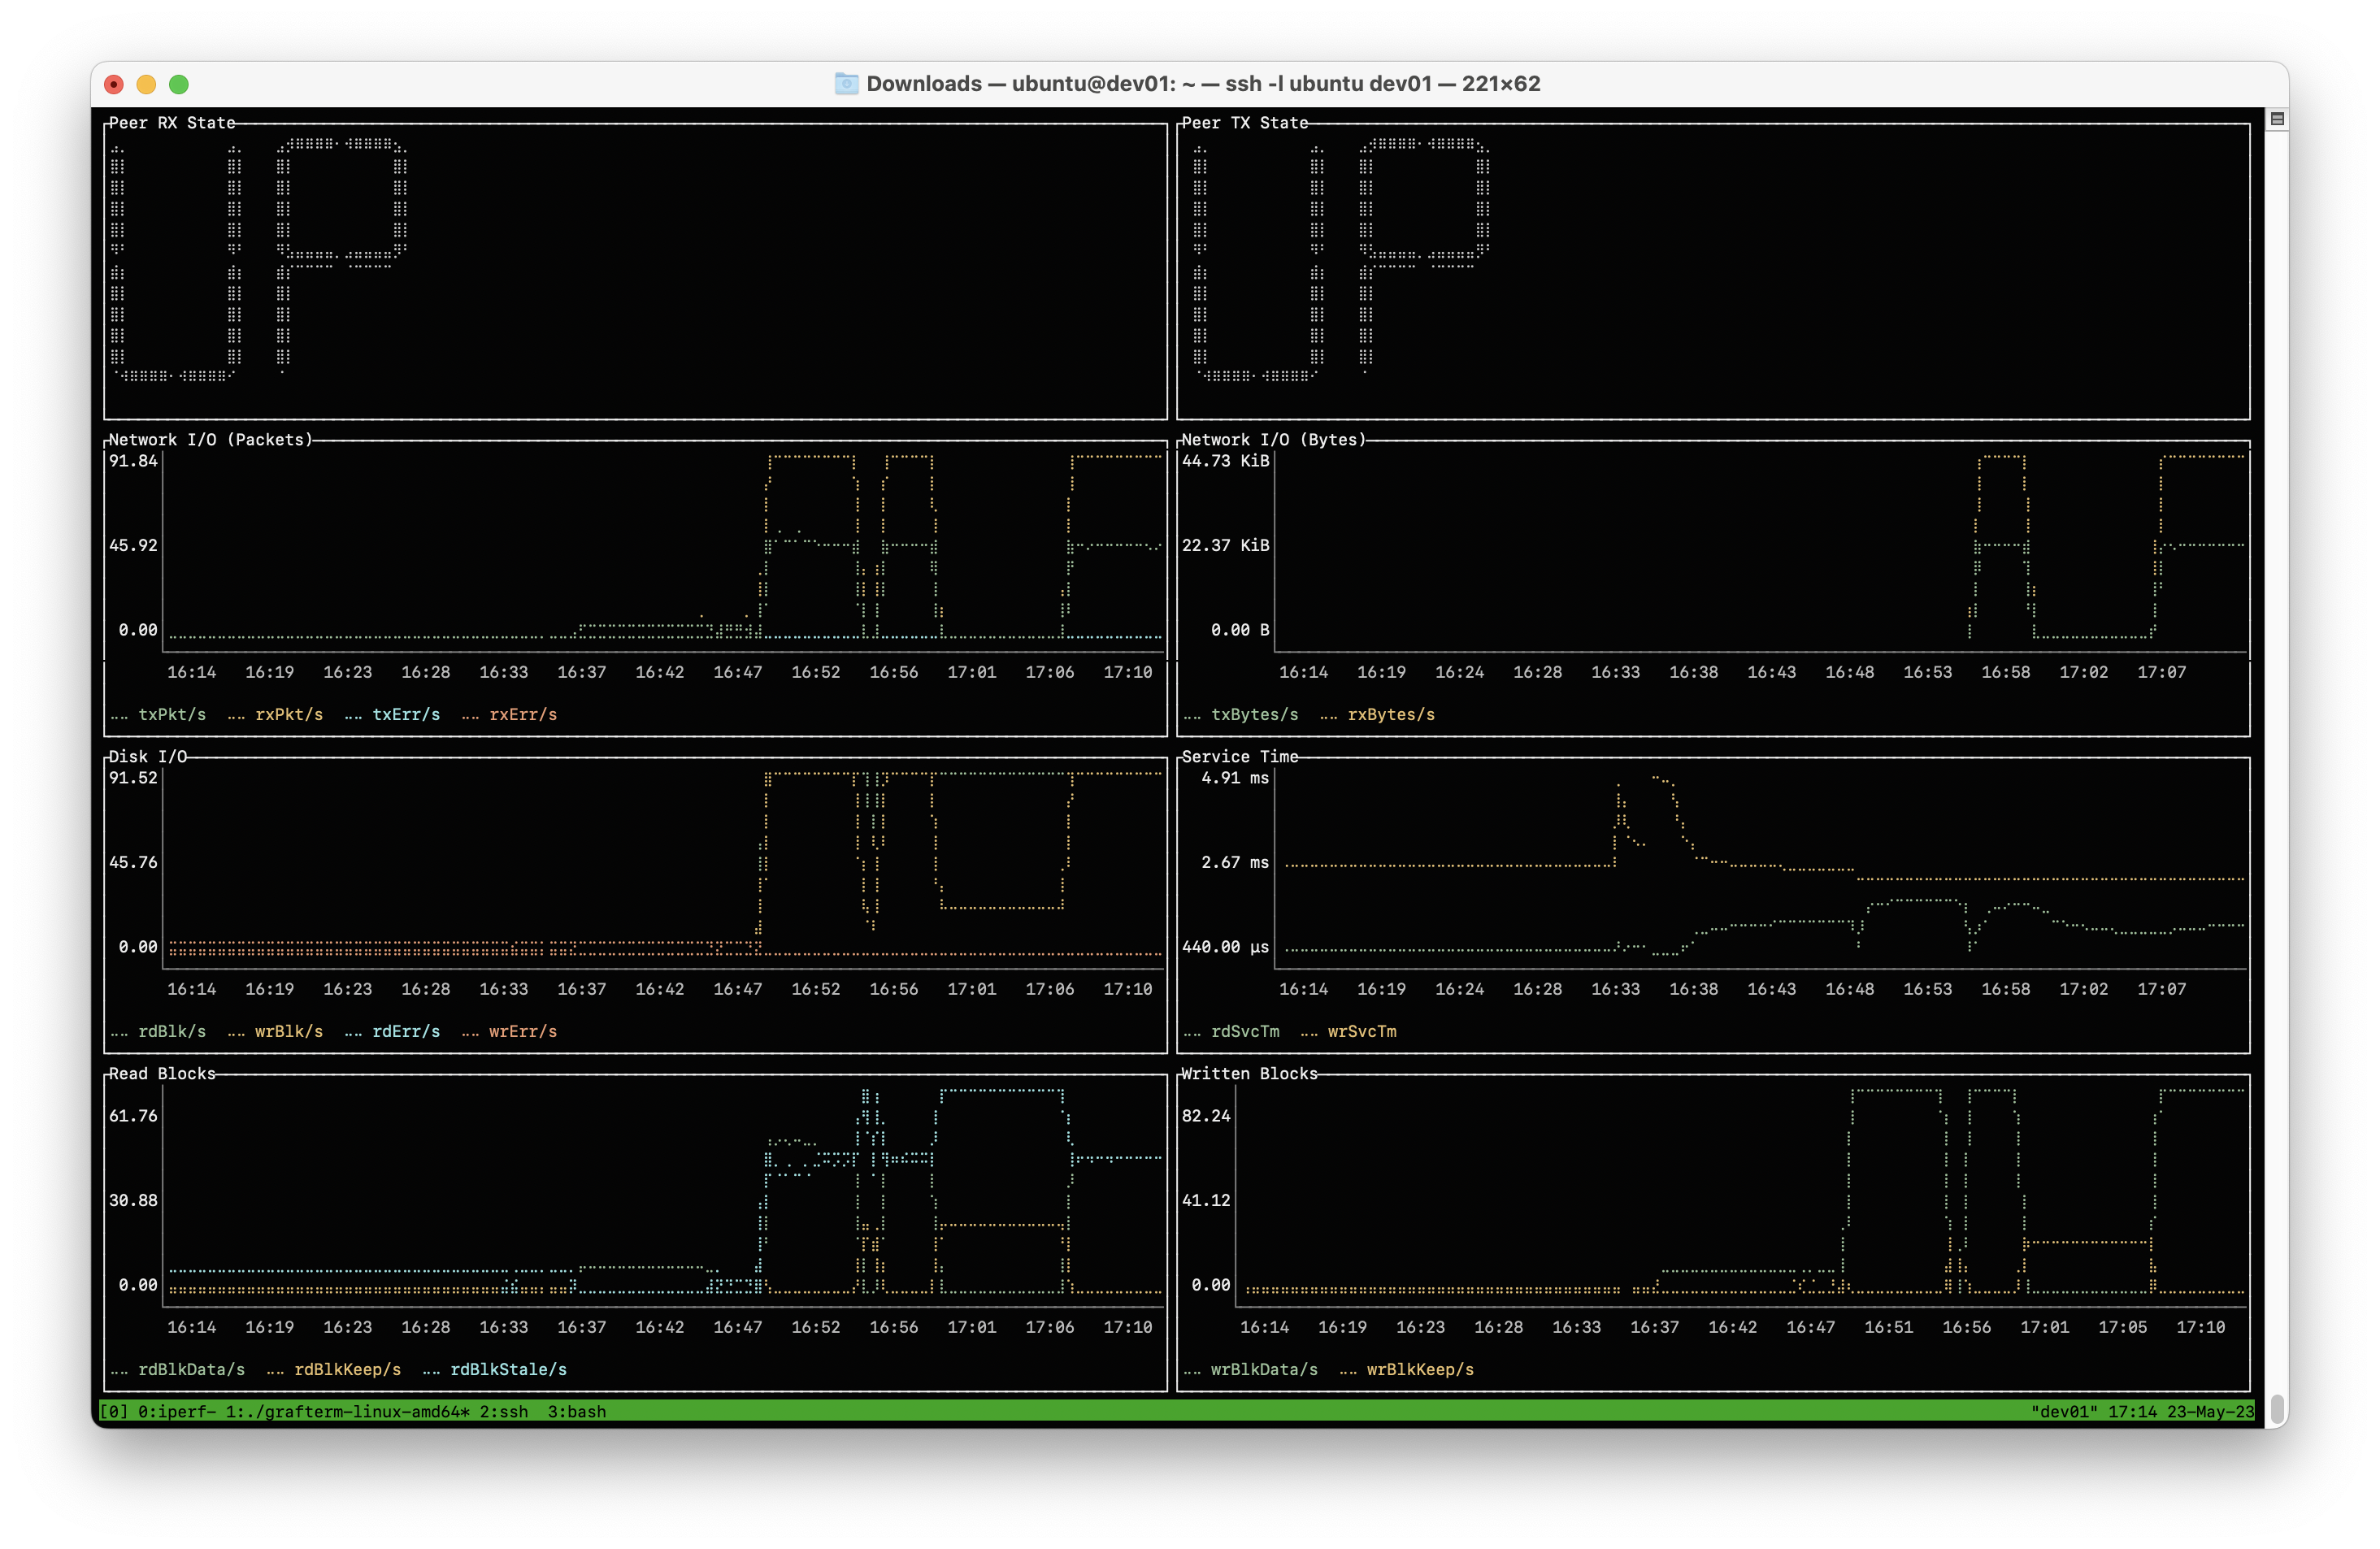 Downloads — ubuntu@dev01: ~ — ssh -l ubuntu dev01 — 221×62
Peer RX State
UP
Peer TX State
UP
Network I/O (Packets)
91.84
45.92
0.00
16:14 16:19 16:23 16:28 16:33 16:37 16:42 16:47 16:52 16:56 17:01 17:06 17:10
txPkt/s rxPkt/s txErr/s rxErr/s
Network I/O (Bytes)
44.73 KiB
22.37 KiB
0.00 B
16:14 16:19 16:24 16:28 16:33 16:38 16:43 16:48 16:53 16:58 17:02 17:07
txBytes/s rxBytes/s
Disk I/O
91.52
45.76
0.00
16:14 16:19 16:23 16:28 16:33 16:37 16:42 16:47 16:52 16:56 17:01 17:06 17:10
rdBlk/s wrBlk/s rdErr/s wrErr/s
Service Time
4.91 ms
2.67 ms
440.00 µs
16:14 16:19 16:24 16:28 16:33 16:38 16:43 16:48 16:53 16:58 17:02 17:07
rdSvcTm wrSvcTm
Read Blocks
61.76
30.88
0.00
16:14 16:19 16:23 16:28 16:33 16:37 16:42 16:47 16:52 16:56 17:01 17:06 17:10
rdBlkData/s rdBlkKeep/s rdBlkStale/s
Written Blocks
82.24
41.12
0.00
16:14 16:19 16:23 16:28 16:33 16:37 16:42 16:47 16:51 16:56 17:01 17:05 17:10
wrBlkData/s wrBlkKeep/s
[0] 0:iperf- 1:./grafterm-linux-amd64* 2:ssh 3:bash "dev01" 17:14 23-May-23